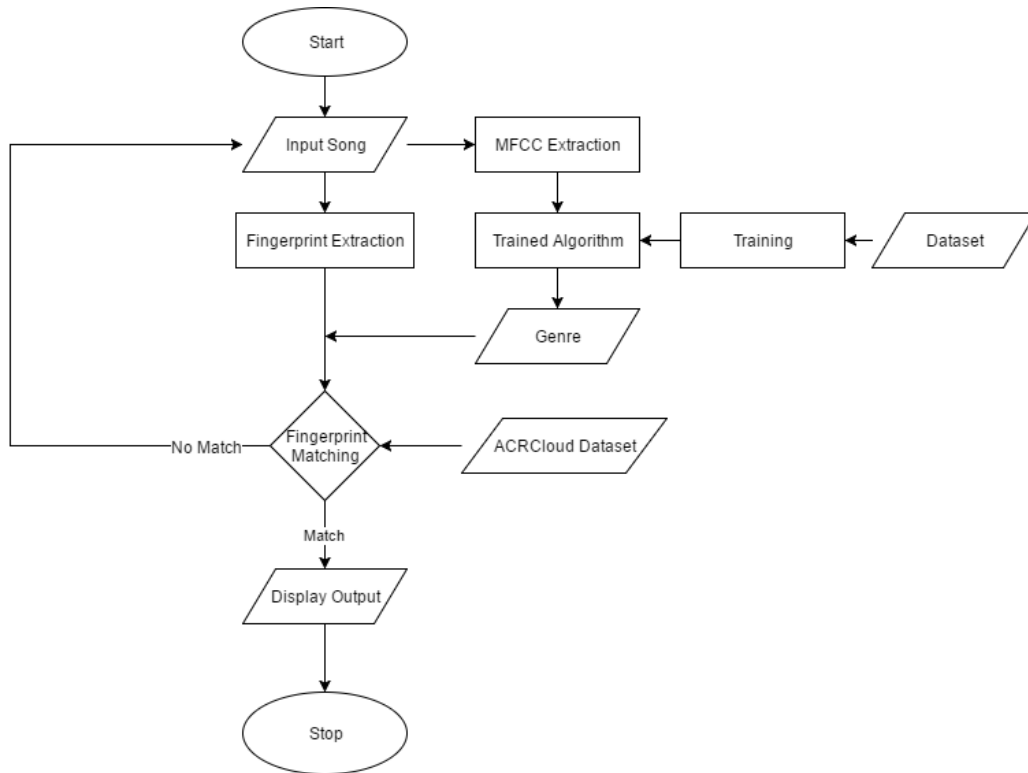 Start
Input Song
MFCC Extraction
Fingerprint Extraction
Trained Algorithm
Training
Dataset
Genre
Fingerprint
Matching
No Match
ACRCloud Dataset
Match
Display Output
Stop